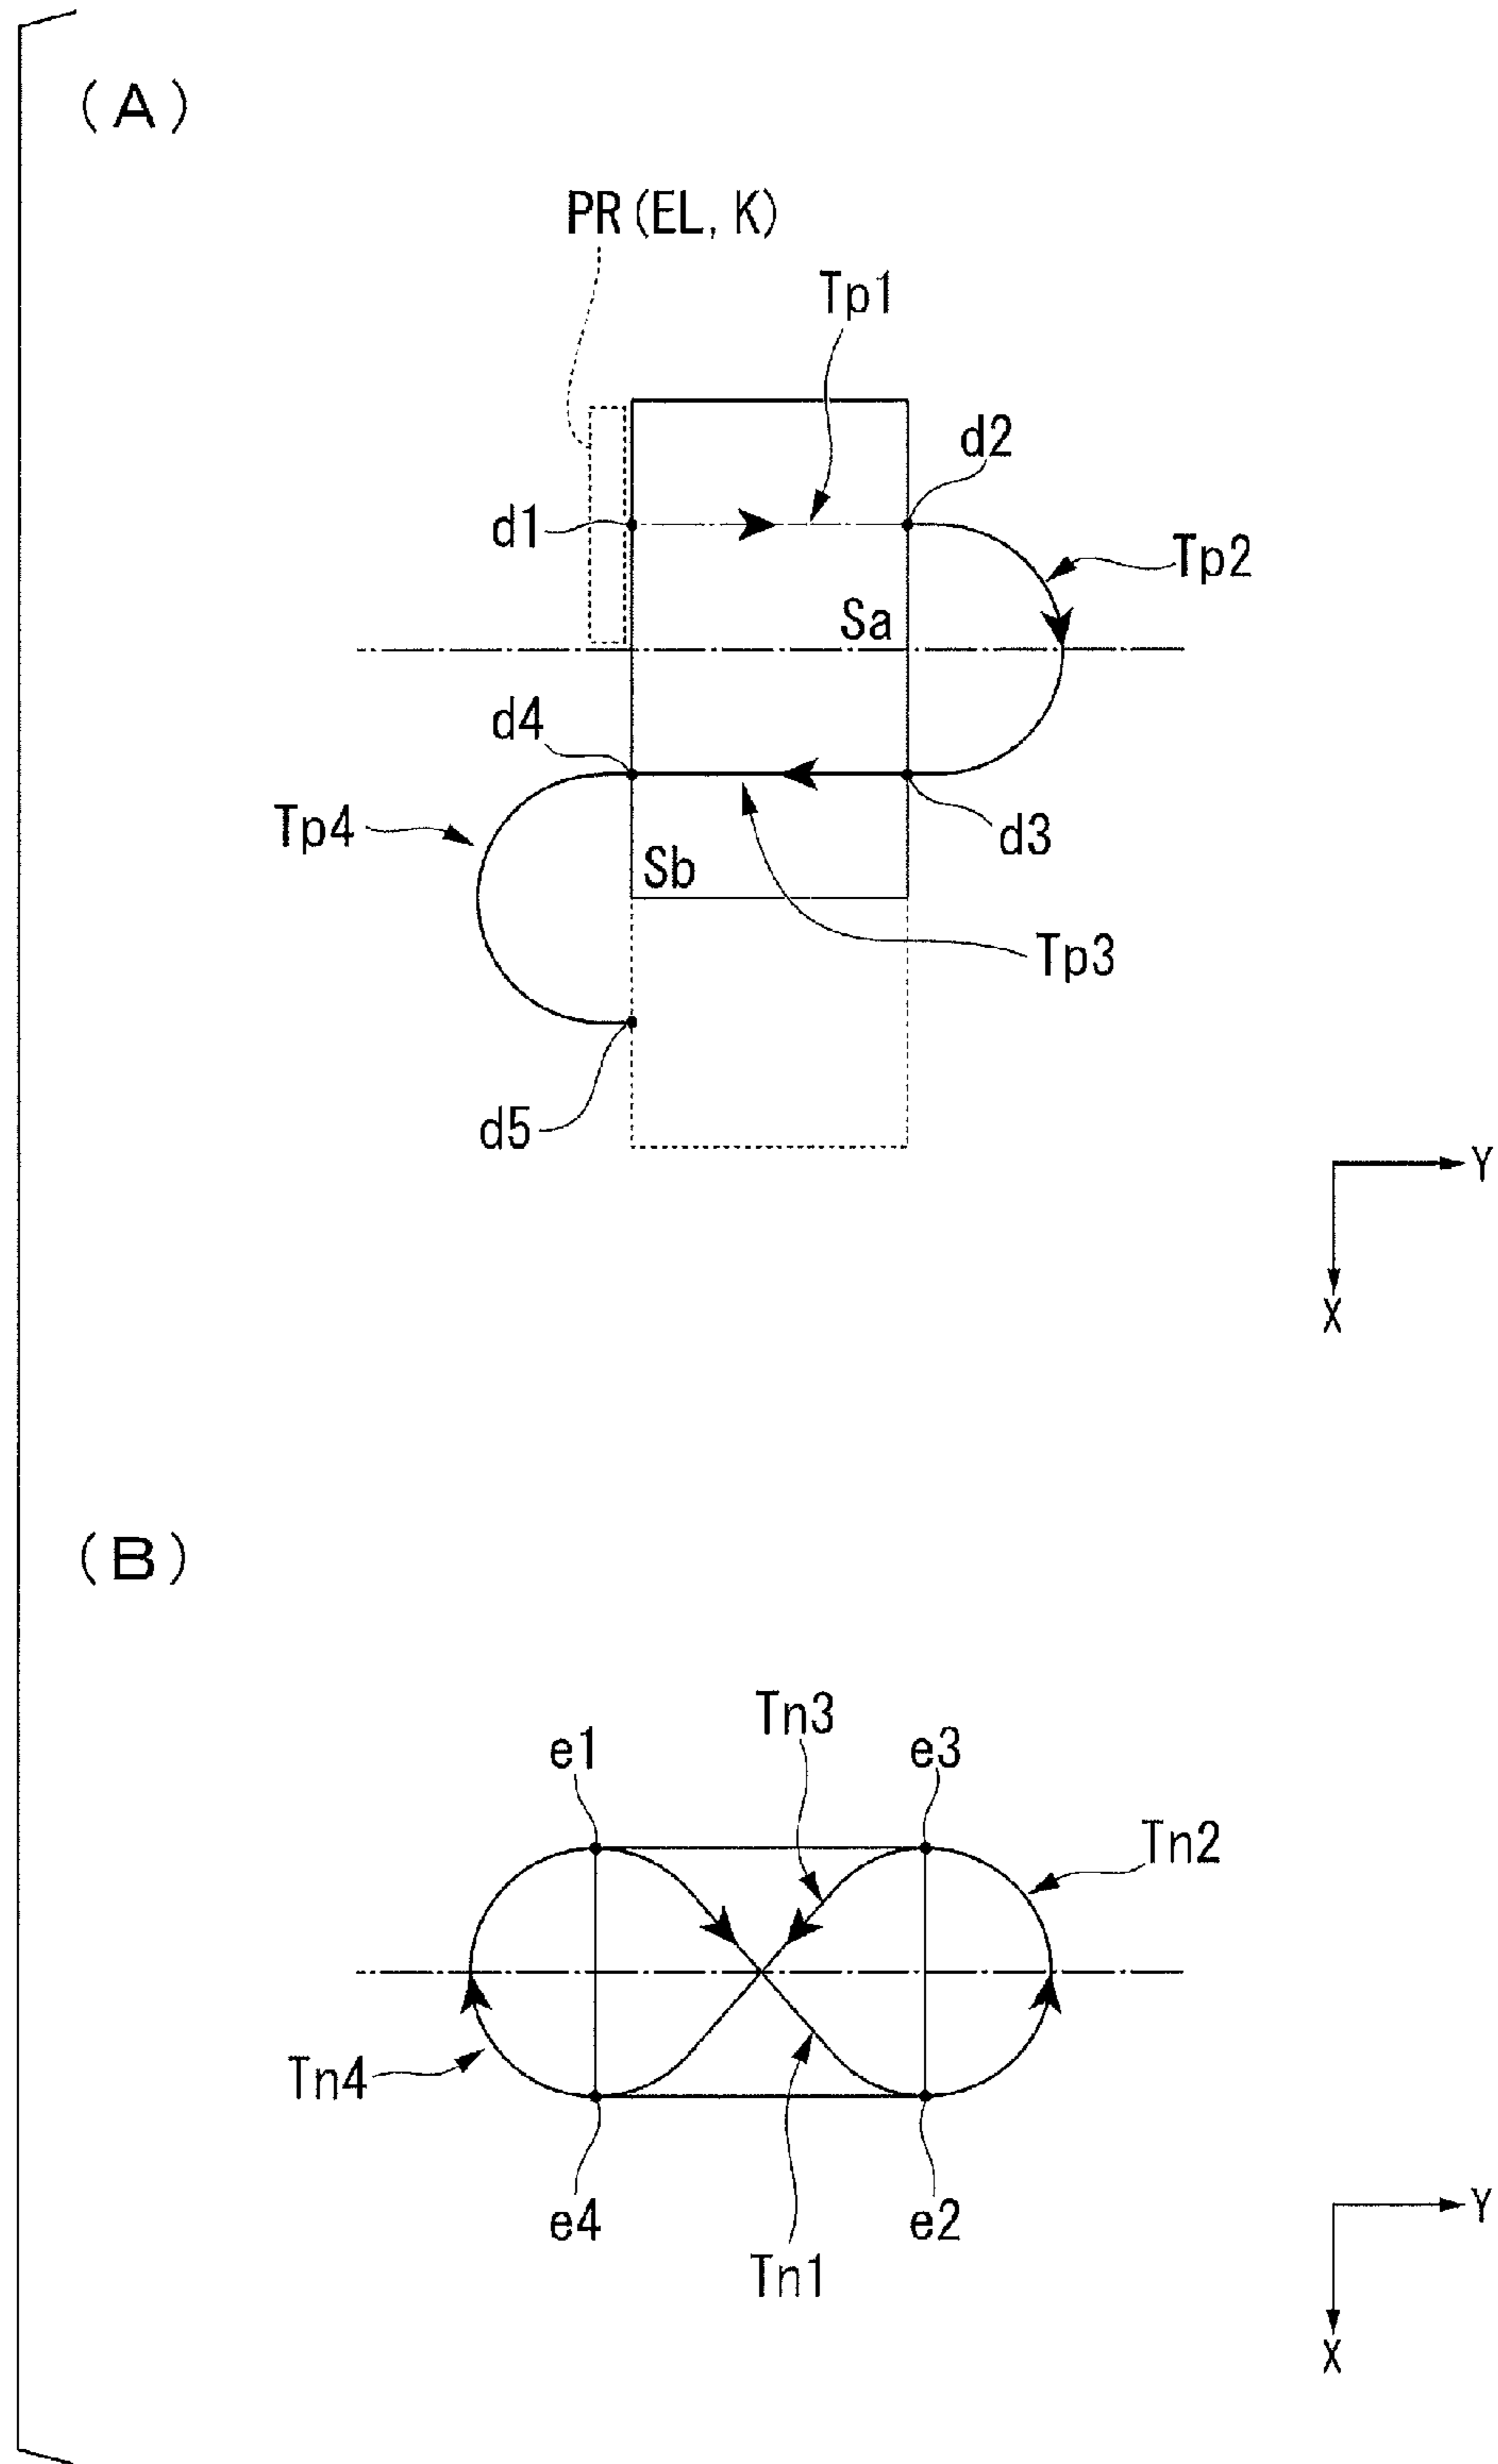 (A)
PR(EL, K)
Tp1
d2
d1
Tp2
Sa
d4
Tp4
d3
Sb
Tp3
d5
Y
X
(B)
Tn3
e1
e3
Tn2
Tn4
e4
e2
Tn1
Y
X